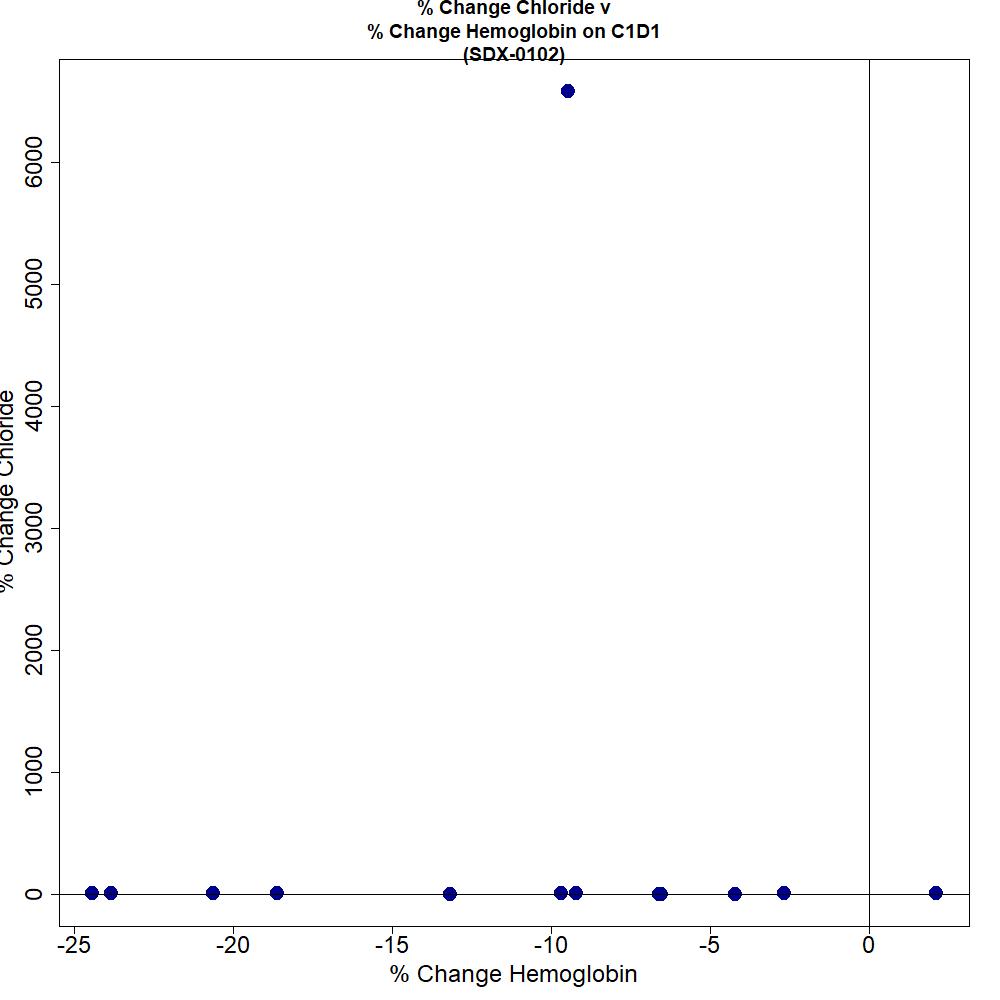 % Change Chloride v
% Change Hemoglobin on C1D1
(SDX-0102)
% Change Chloride
6000
5000
4000
3000
2000
1000
0
-25 -20 -15 -10 -5 0
% Change Hemoglobin